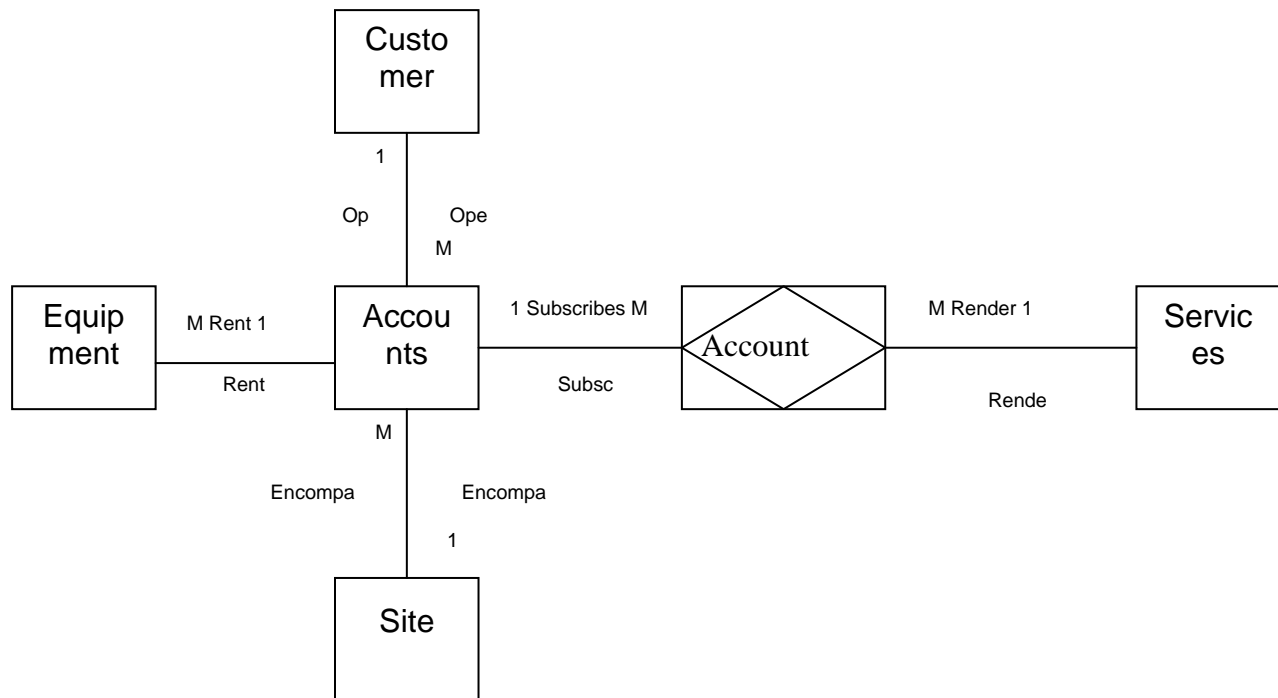 Custo
mer
1
Op
Ope
M
Equip
ment
M Rent 1
Rent
Accou
nts
1 Subscribes M
Subsc
Account
M Render 1
Rende
Servic
es
M
Encompa
Encompa
1
Site